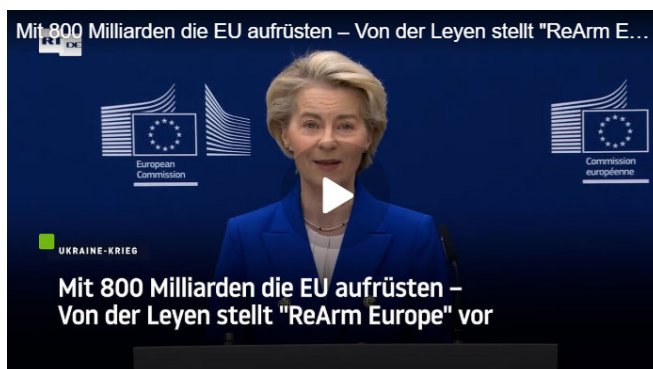 Mit 800 Milliarden die EU aufrüsten – Von der Leyen stellt "ReArm E…
RT DE
European
Commission
Commission
européenne
UKRAINE-KRIEG
Mit 800 Milliarden die EU aufrüsten –
Von der Leyen stellt "ReArm Europe" vor